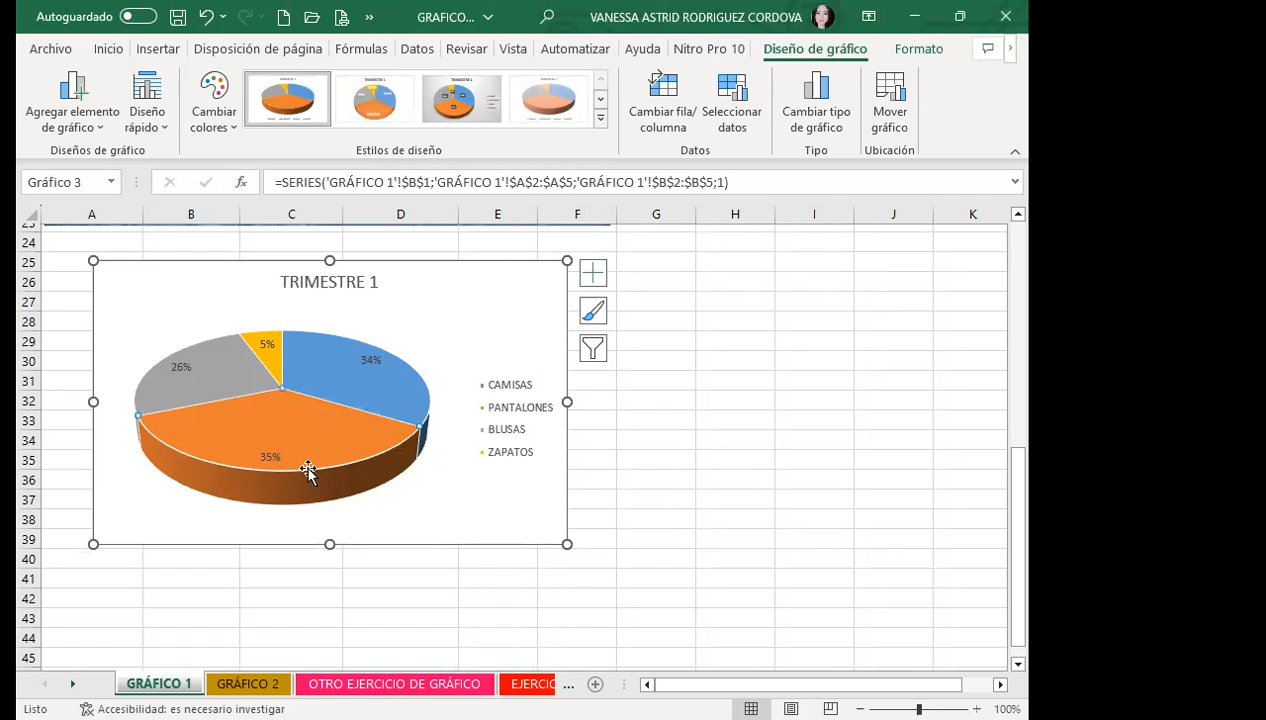 Autoguardado
GRAFICO...
VANESSA ASTRID RODRIGUEZ CORDOVA
Archivo Inicio Insertar Disposición de página Fórmulas Datos Revisar Vista Automatizar Ayuda Nitro Pro 10 Diseño de gráfico Formato
Agregar elemento de gráfico
Diseño rápido
Cambiar colores
Cambiar fila/ columna
Seleccionar datos
Cambiar tipo de gráfico
Mover gráfico
Diseños de gráfico Estilos de diseño Datos Tipo Ubicación
Gráfico 3 fx =SERIES('GRÁFICO 1'!$B$1;'GRÁFICO 1'!$A$2:$A$5;'GRÁFICO 1'!$B$2:$B$5;1)
A B C D E F G H J K
24
25
26
27
28
29
30
31
32
33
34
35
36
37
38
39
40
41
42
43
44
45
TRIMESTRE 1
5%
34%
26%
35%
CAMISAS
PANTALONES
BLUSAS
ZAPATOS
GRÁFICO 1 GRÁFICO 2 OTRO EJERCICIO DE GRÁFICO EJERCIC ...
Listo Accesibilidad: es necesario investigar 100%